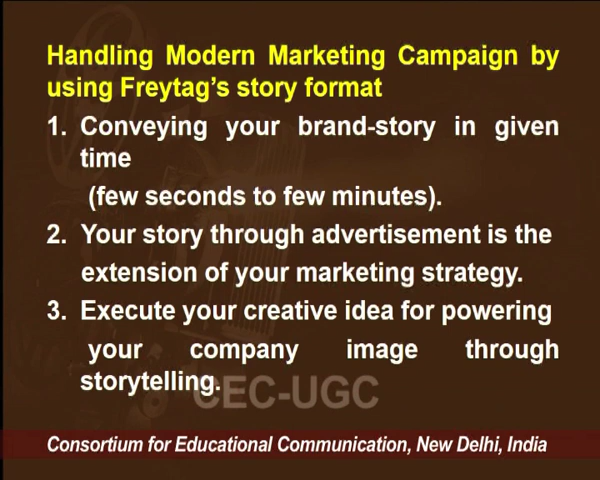 Handling Modern Marketing Campaign by
using Freytag's story format
1. Conveying your brand-story in given
time
(few seconds to few minutes).
2. Your story through advertisement is the
extension of your marketing strategy.
3. Execute your creative idea for powering
your company image through
storytelling.
CEC-UGC
Consortium for Educational Communication, New Delhi, India